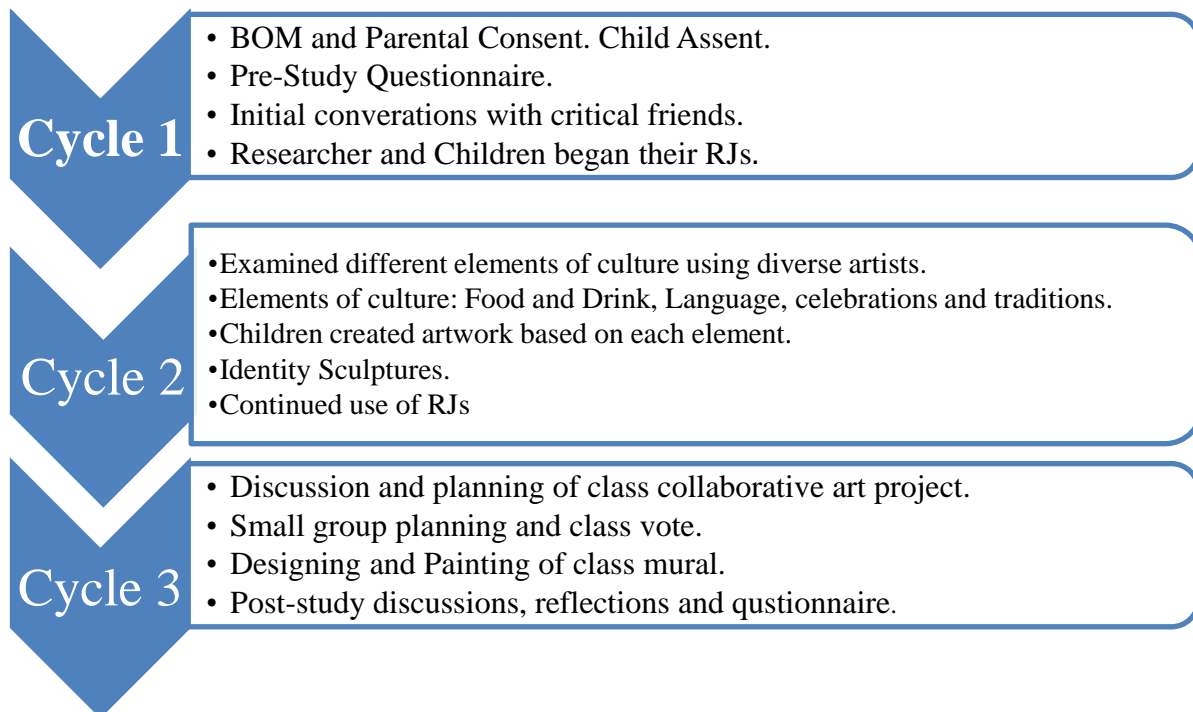 Cycle 1
• BOM and Parental Consent. Child Assent.
• Pre-Study Questionnaire.
• Initial converations with critical friends.
• Researcher and Children began their RJs.
Cycle 2
•Examined different elements of culture using diverse artists.
•Elements of culture: Food and Drink, Language, celebrations and traditions.
•Children created artwork based on each element.
•Identity Sculptures.
•Continued use of RJs
Cycle 3
• Discussion and planning of class collaborative art project.
• Small group planning and class vote.
• Designing and Painting of class mural.
• Post-study discussions, reflections and qustionnaire.